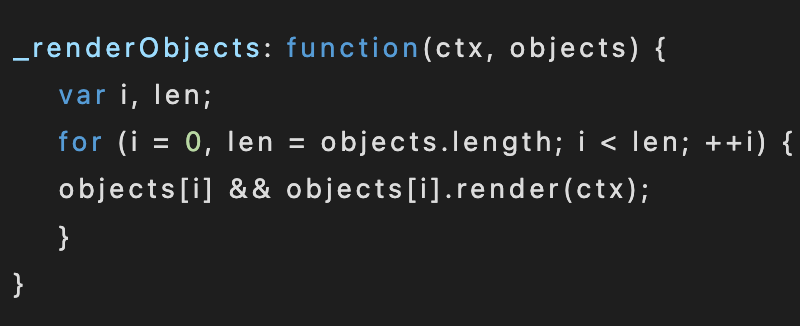 _renderObjects: function(ctx, objects) {
var i, len;
for (i = 0, len = objects.length; i < len; ++i) {
objects[i] && objects[i].render(ctx);
}
}